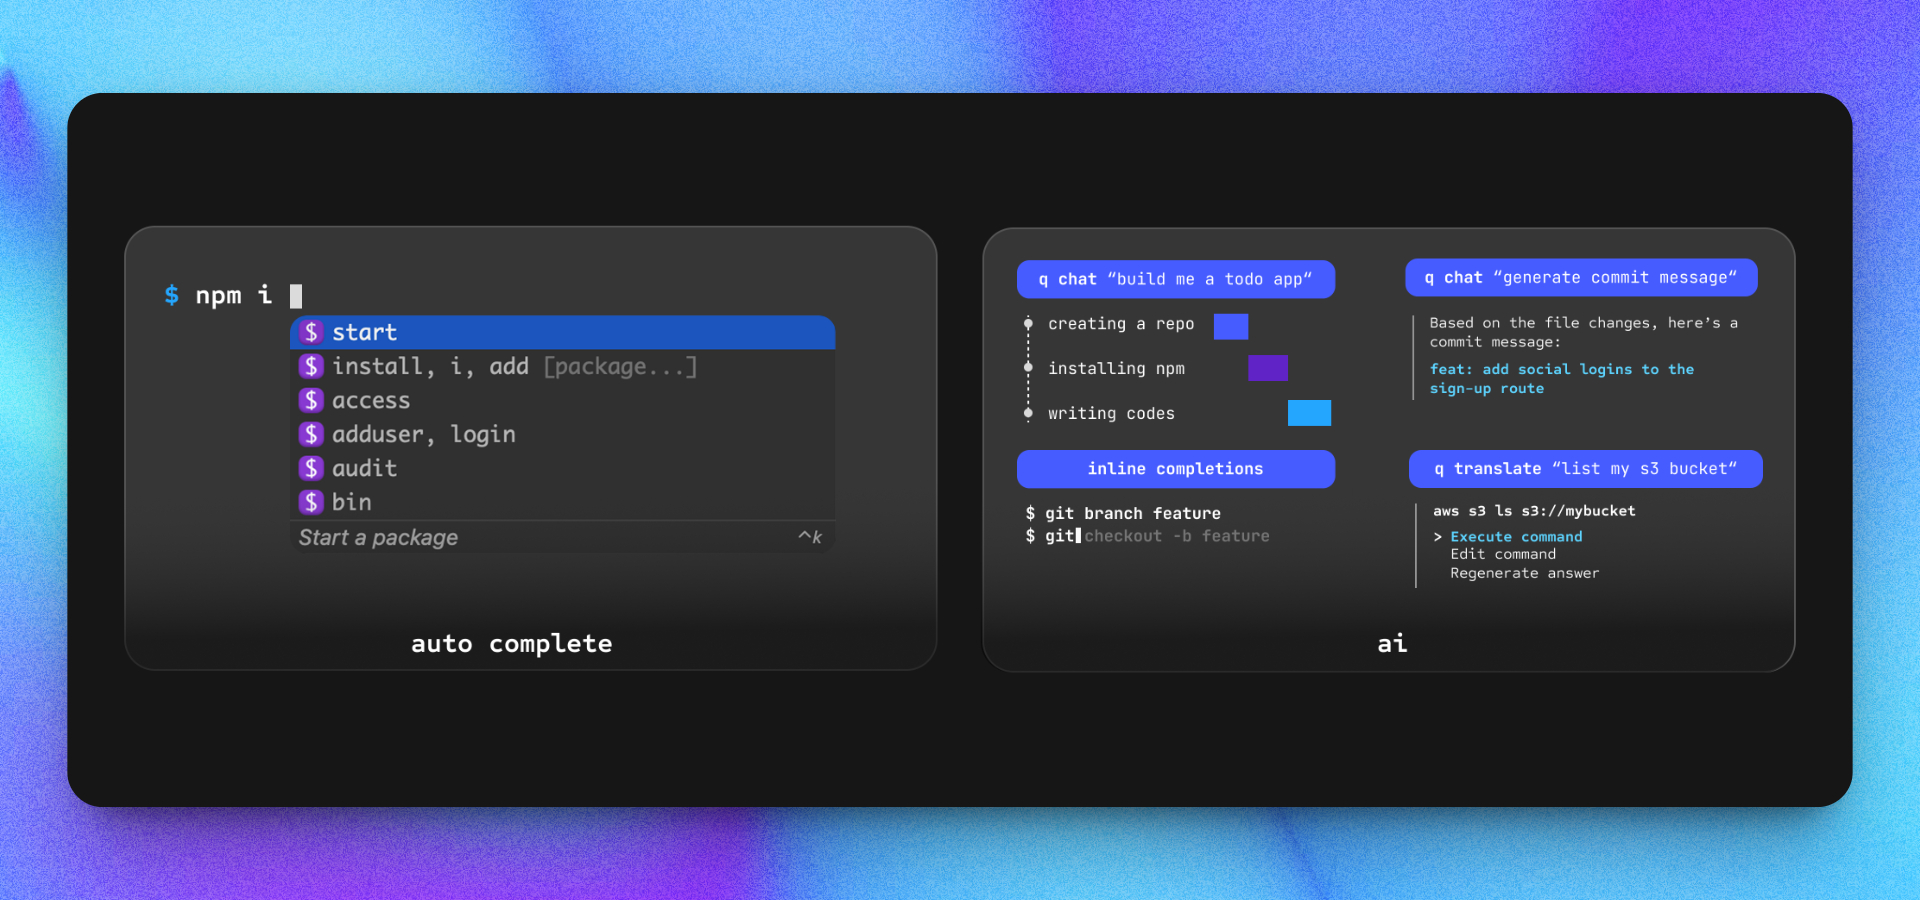 $ npm i
$ start
$ install, i, add [package...]
$ access
$ adduser, login
$ audit
$ bin
Start a package ^k
auto complete
q chat “build me a todo app“
creating a repo
installing npm
writing codes
q chat “generate commit message“
Based on the file changes, here’s a
commit message:
feat: add social logins to the
sign-up route
inline completions
$ git branch feature
$ git checkout -b feature
q translate “list my s3 bucket“
aws s3 ls s3://mybucket
> Execute command
Edit command
Regenerate answer
ai